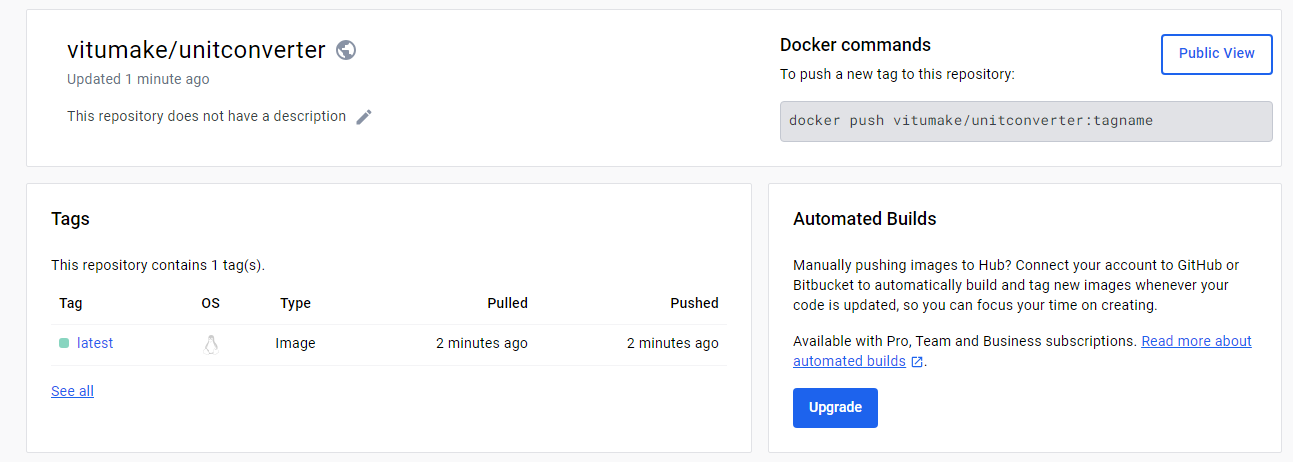 vitumake/unitconverter
Updated 1 minute ago
This repository does not have a description
Docker commands
To push a new tag to this repository:
docker push vitumake/unitconverter:tagname
Public View
Tags
This repository contains 1 tag(s).
Tag OS Type Pulled Pushed
latest Image 2 minutes ago 2 minutes ago
See all
Automated Builds
Manually pushing images to Hub? Connect your account to GitHub or
Bitbucket to automatically build and tag new images whenever your
code is updated, so you can focus your time on creating.
Available with Pro, Team and Business subscriptions. Read more about
automated builds .
Upgrade